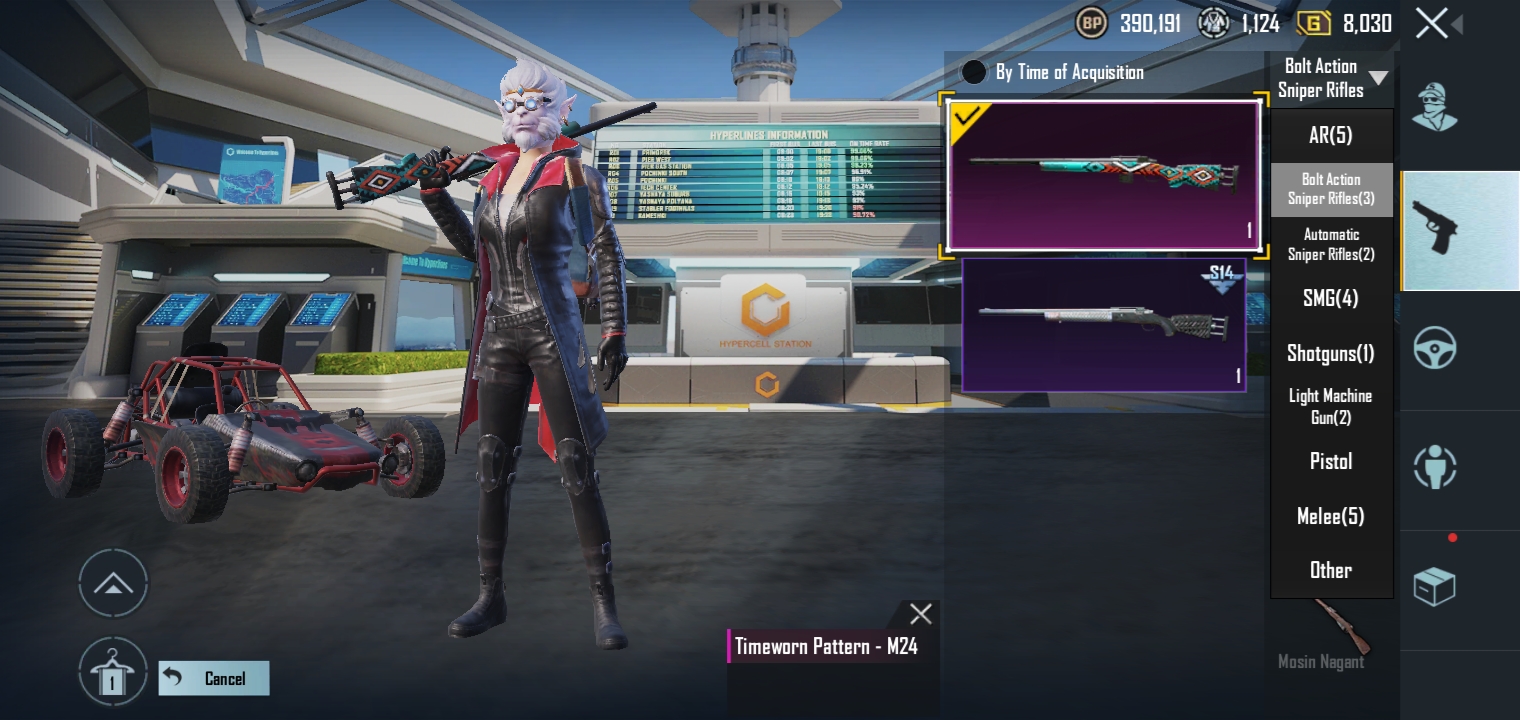 BP 390,191 1,124 G 8,030
By Time of Acquisition
Bolt Action
Sniper Rifles
AR(5)
Bolt Action
Sniper Rifles(3)
Automatic
Sniper Rifles(2)
SMG(4)
Shotguns(1)
Light Machine
Gun(2)
Pistol
Melee(5)
Other
Mosin Nagant
1
S14
1
HYPERLINES INFORMATION
HYPERCELL STATION
Timeworn Pattern - M24
1
Cancel